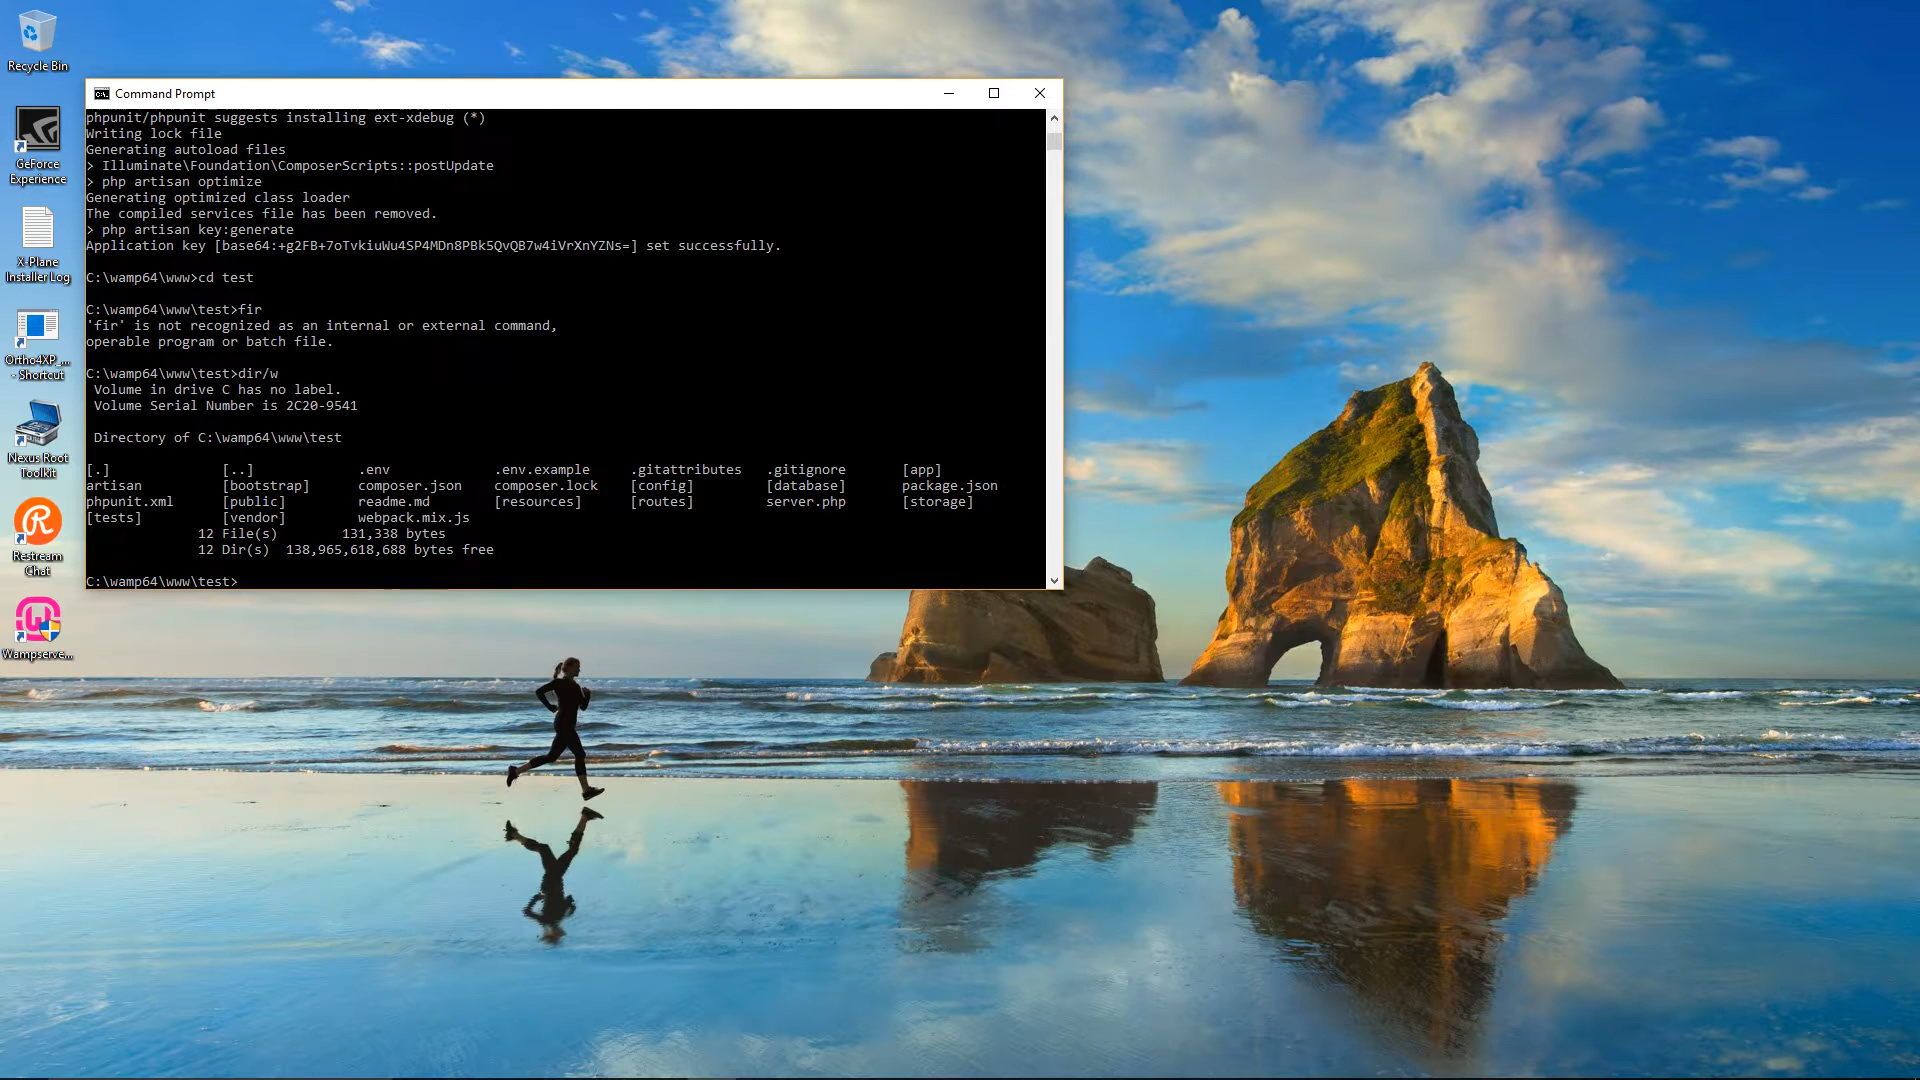 Recycle Bin
GeForce
Experience
X-Plane
Installer Log
Ortho4XP_...
- Shortcut
Nexus Root
Toolkit
Restream
Chat
Wampserve...
Command Prompt
phpunit/phpunit suggests installing ext-xdebug (*)
Writing lock file
Generating autoload files
> Illuminate\Foundation\ComposerScripts::postUpdate
> php artisan optimize
Generating optimized class loader
The compiled services file has been removed.
> php artisan key:generate
Application key [base64:+g2FB+7oTvkiuWu4SP4MDn8PBk5QvQB7w4iVrXnYZNs=] set successfully.
C:\wamp64\www>cd test
C:\wamp64\www\test>fir
'fir' is not recognized as an internal or external command,
operable program or batch file.
C:\wamp64\www\test>dir/w
Volume in drive C has no label.
Volume Serial Number is 2C20-9541
Directory of C:\wamp64\www\test
[.] [..] .env .env.example .gitattributes .gitignore [app]
artisan [bootstrap] composer.json composer.lock [config] [database] package.json
phpunit.xml [public] readme.md [resources] [routes] server.php [storage]
[tests] [vendor] webpack.mix.js
12 File(s) 131,338 bytes
12 Dir(s) 138,965,618,688 bytes free
C:\wamp64\www\test>